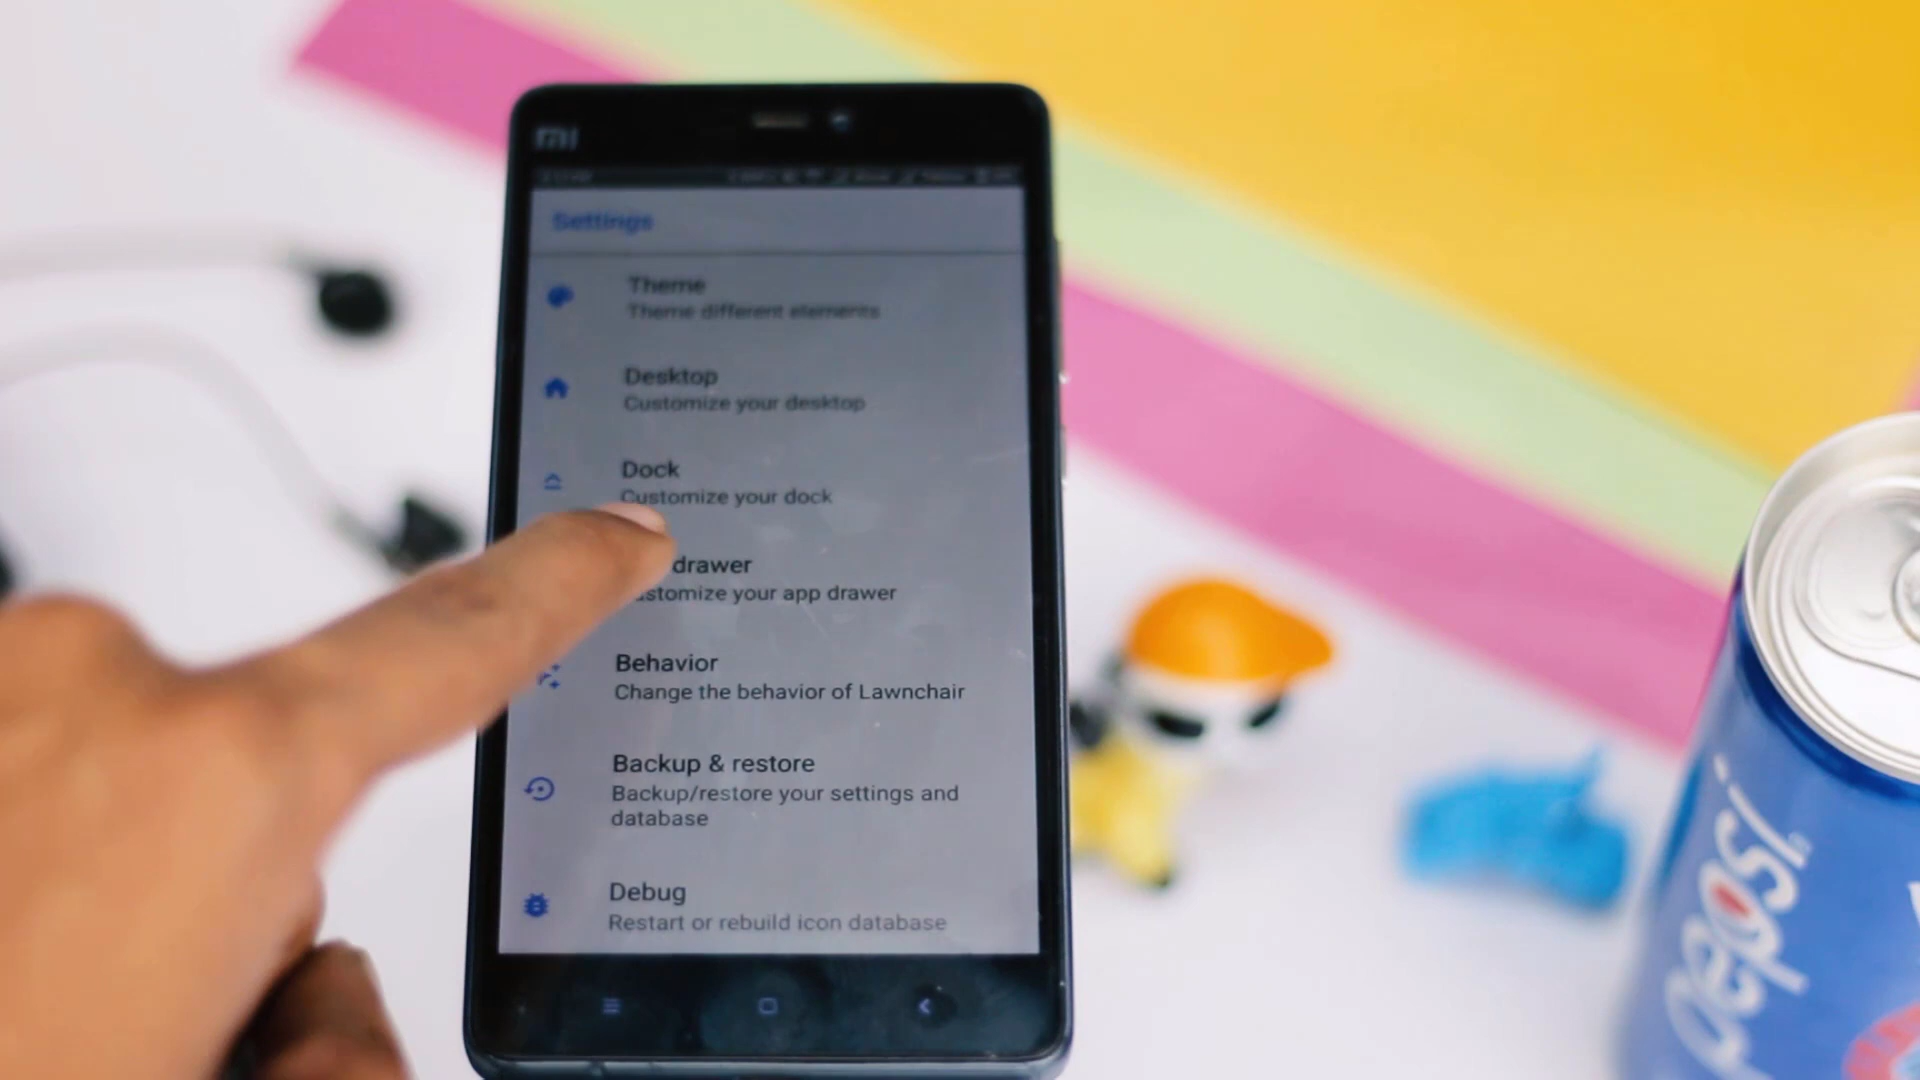 mi
Settings
Theme
Theme different elements
Desktop
Customize your desktop
Dock
Customize your dock
drawer
customize your app drawer
Behavior
Change the behavior of Lawnchair
Backup & restore
Backup/restore your settings and
database
Debug
Restart or rebuild icon database
pepsi